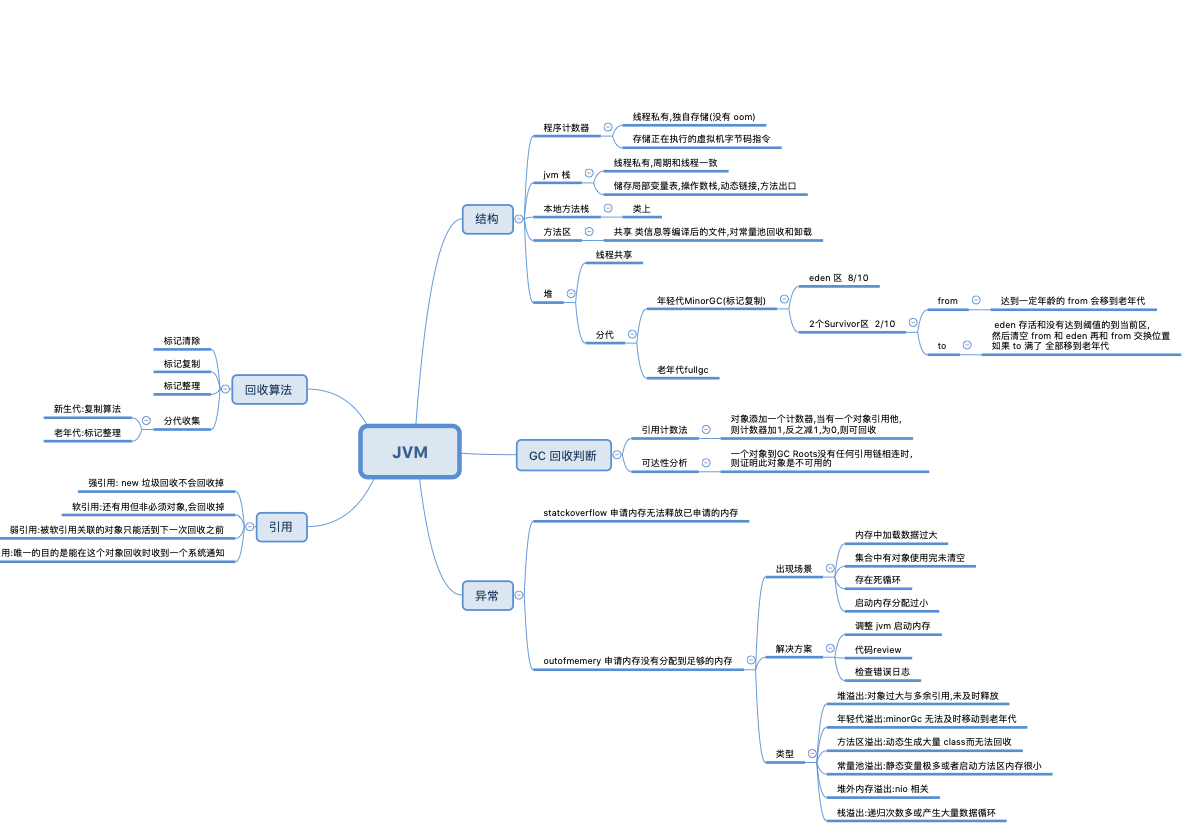 JVM
结构
程序计数器
线程私有,独自存储(没有 oom)
存储正在执行的虚拟机字节码指令
jvm 栈
线程私有,周期和线程一致
储存局部变量表,操作数栈,动态链接,方法出口
本地方法栈
类上
方法区
共享 类信息等编译后的文件,对常量池回收和卸载
堆
线程共享
分代
年轻代MinorGC(标记复制)
eden 区  8/10
2个Survivor区  2/10
from
达到一定年龄的 from 会移到老年代
to
eden 存活和没有达到阈值的到当前区,
然后清空 from 和 eden 再和 from 交换位置
如果 to 满了 全部移到老年代
老年代fullgc
GC 回收判断
引用计数法
对象添加一个计数器,当有一个对象引用他,
则计数器加1,反之减1,为0,则可回收
可达性分析
一个对象到GC Roots没有任何引用链相连时,
则证明此对象是不可用的
异常
statckoverflow 申请内存无法释放已申请的内存
outofmemery 申请内存没有分配到足够的内存
出现场景
内存中加载数据过大
集合中有对象使用完未清空
存在死循环
启动内存分配过小
解决方案
调整 jvm 启动内存
代码review
检查错误日志
类型
堆溢出:对象过大与多余引用,未及时释放
年轻代溢出:minorGc 无法及时移动到老年代
方法区溢出:动态生成大量 class而无法回收
常量池溢出:静态变量极多或者启动方法区内存很小
堆外内存溢出:nio 相关
栈溢出:递归次数多或产生大量数据循环
回收算法
标记清除
标记复制
标记整理
分代收集
新生代:复制算法
老年代:标记整理
引用
强引用: new 垃圾回收不会回收掉
软引用:还有用但非必须对象,会回收掉
弱引用:被软引用关联的对象只能活到下一次回收之前
用:唯一的目的是能在这个对象回收时收到一个系统通知